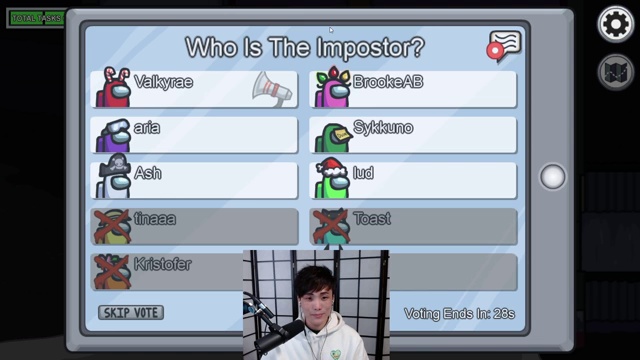 TOTAL TASKS
Who Is The Impostor?
Valkyrae
BrookeAB
aria
Sykkuno
Ash
lud
tinaaa
Toast
Kristofer
SKIP VOTE
Voting Ends In: 28s